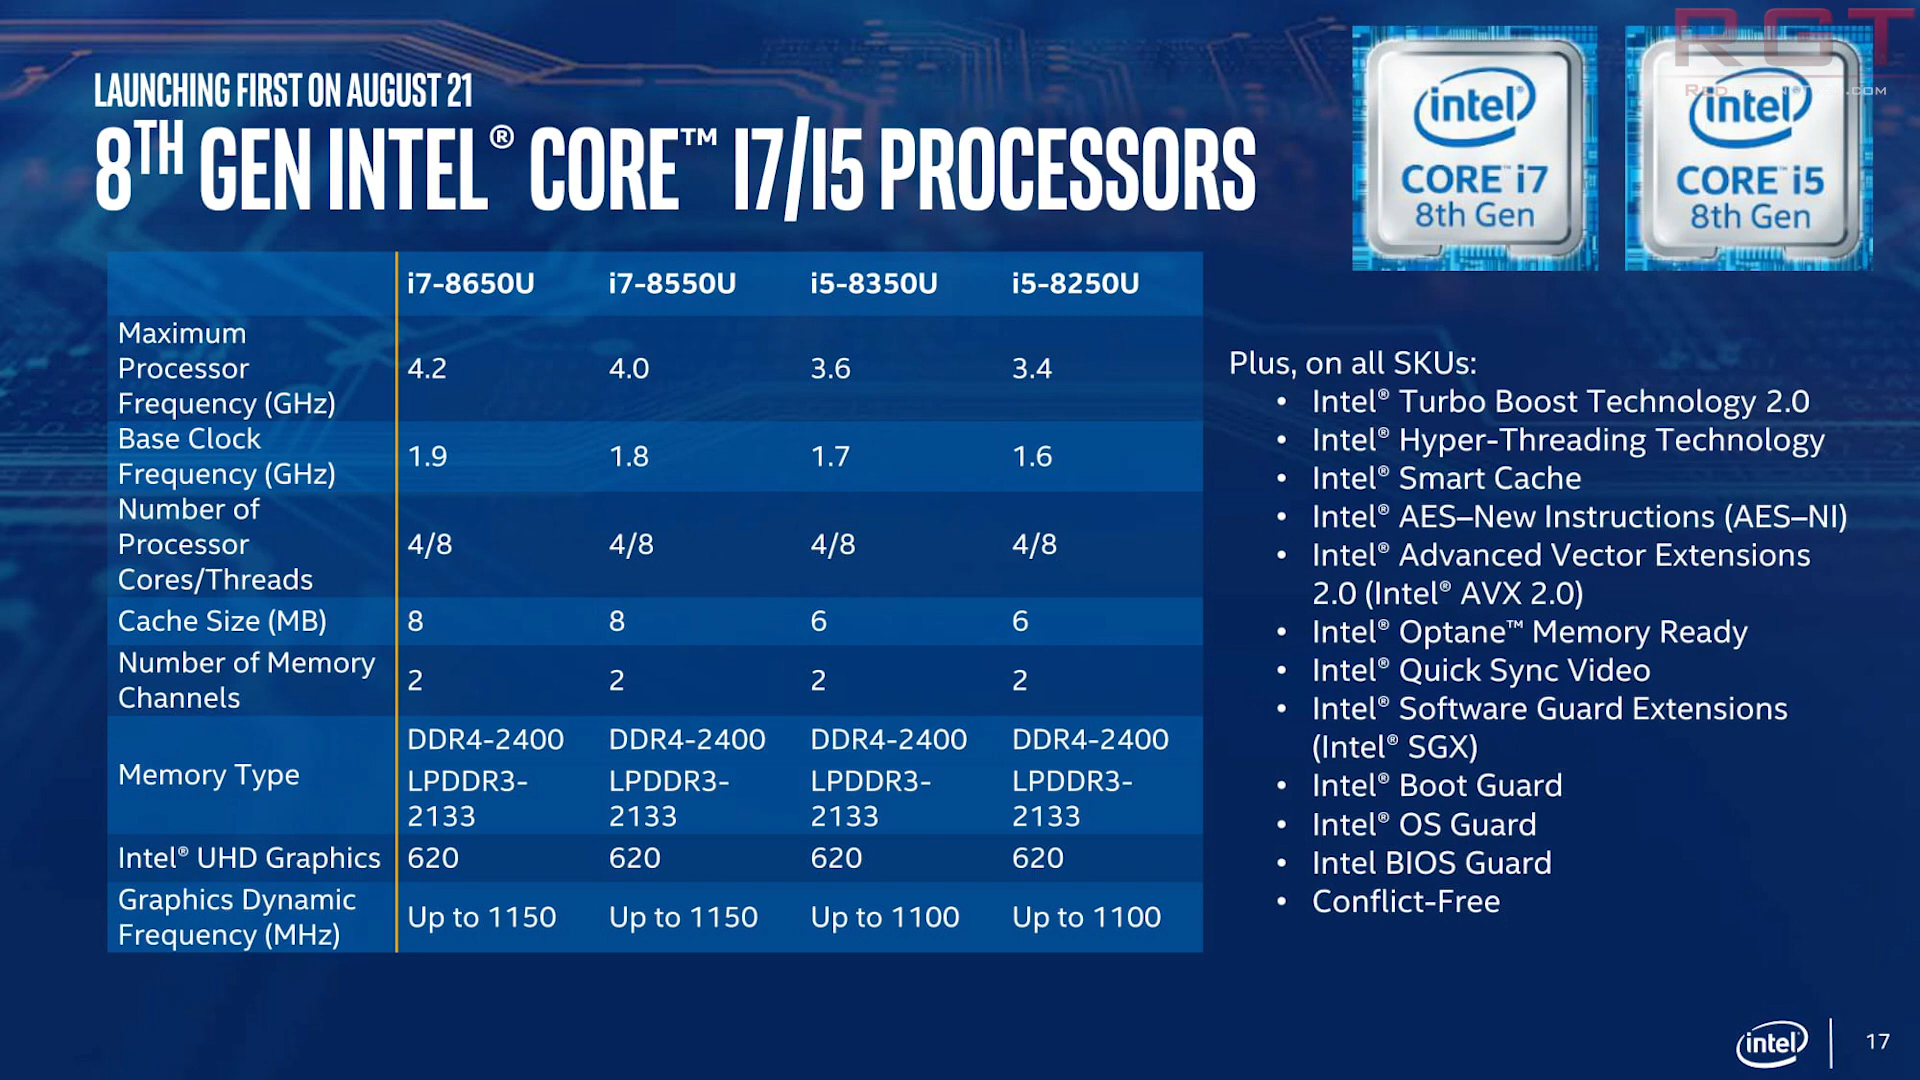 RGT
LAUNCHING FIRST ON AUGUST 21
8TH GEN INTEL® CORE™ I7/I5 PROCESSORS
intel®
CORE™ i7
8th Gen
intel®
CORE™ i5
8th Gen
i7-8650U i7-8550U i5-8350U i5-8250U
Maximum
Processor
Frequency (GHz)
4.2 4.0 3.6 3.4
Base Clock
Frequency (GHz)
1.9 1.8 1.7 1.6
Number of
Processor
Cores/Threads
4/8 4/8 4/8 4/8
Cache Size (MB) 8 8 6 6
Number of Memory
Channels
2 2 2 2
Memory Type
DDR4-2400 DDR4-2400 DDR4-2400 DDR4-2400
LPDDR3- LPDDR3- LPDDR3- LPDDR3-
2133 2133 2133 2133
Intel® UHD Graphics 620 620 620 620
Graphics Dynamic
Frequency (MHz)
Up to 1150 Up to 1150 Up to 1100 Up to 1100
Plus, on all SKUs:
• Intel® Turbo Boost Technology 2.0
• Intel® Hyper-Threading Technology
• Intel® Smart Cache
• Intel® AES–New Instructions (AES–NI)
• Intel® Advanced Vector Extensions
2.0 (Intel® AVX 2.0)
• Intel® Optane™ Memory Ready
• Intel® Quick Sync Video
• Intel® Software Guard Extensions
(Intel® SGX)
• Intel® Boot Guard
• Intel® OS Guard
• Intel BIOS Guard
• Conflict-Free
intel
17